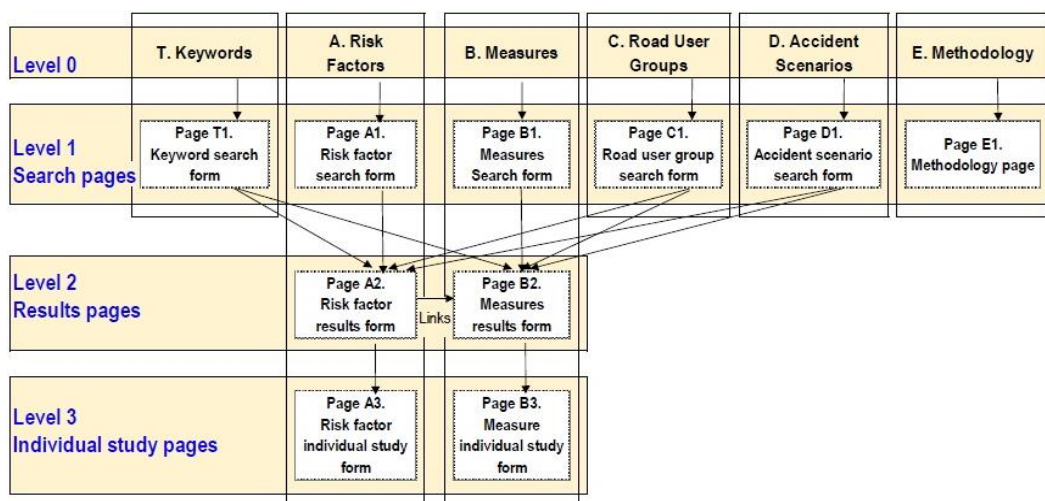 Level 0
T. Keywords
A. Risk
Factors
B. Measures
C. Road User
Groups
D. Accident
Scenarios
E. Methodology
Level 1
Search pages
Page T1.
Keyword search
form
Page A1.
Risk factor
search form
Page B1.
Measures
Search form
Page C1.
Road user group
search form
Page D1.
Accident scenario
search form
Page E1.
Methodology page
Level 2
Results pages
Page A2.
Risk factor
results form
Links
Page B2.
Measures
results form
Level 3
Individual study pages
Page A3.
Risk factor
individual study
form
Page B3.
Measure
individual study
form